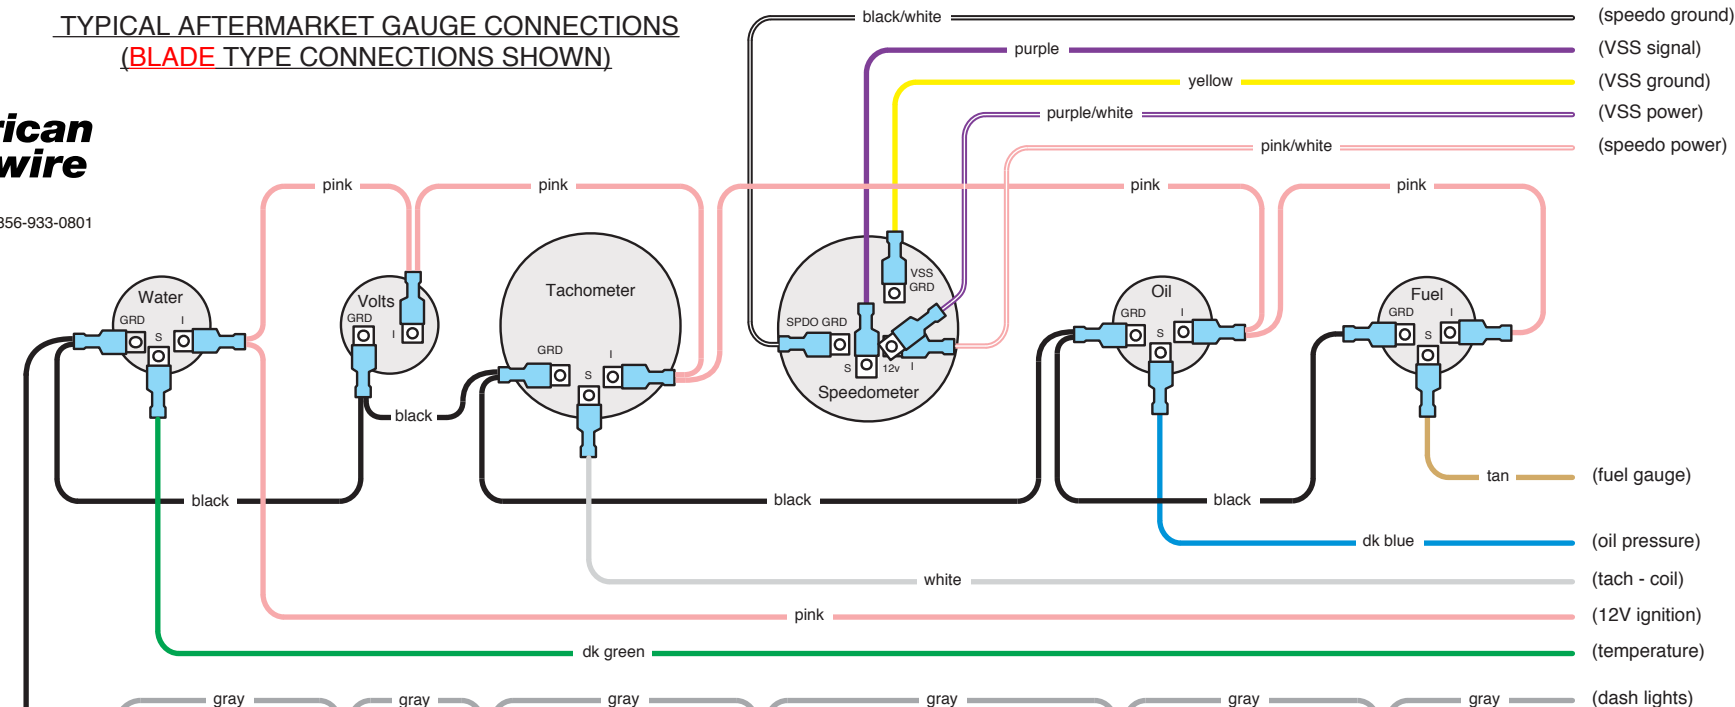 TYPICAL AFTERMARKET GAUGE CONNECTIONS
(BLADE TYPE CONNECTIONS SHOWN)
rican
wire
356-933-0801
black/white
(speedo ground)
purple
(VSS signal)
yellow
(VSS ground)
purple/white
(VSS power)
pink/white
(speedo power)
pink
pink
pink
pink
Water
GRD
S
I
Volts
GRD
I
Tachometer
GRD
S
I
VSS
GRD
SPDO GRD
S
12v
I
Speedometer
Oil
GRD
S
I
Fuel
GRD
S
I
black
black
black
black
tan
(fuel gauge)
dk blue
(oil pressure)
white
(tach - coil)
pink
(12V ignition)
dk green
(temperature)
gray
gray
gray
gray
gray
gray
(dash lights)